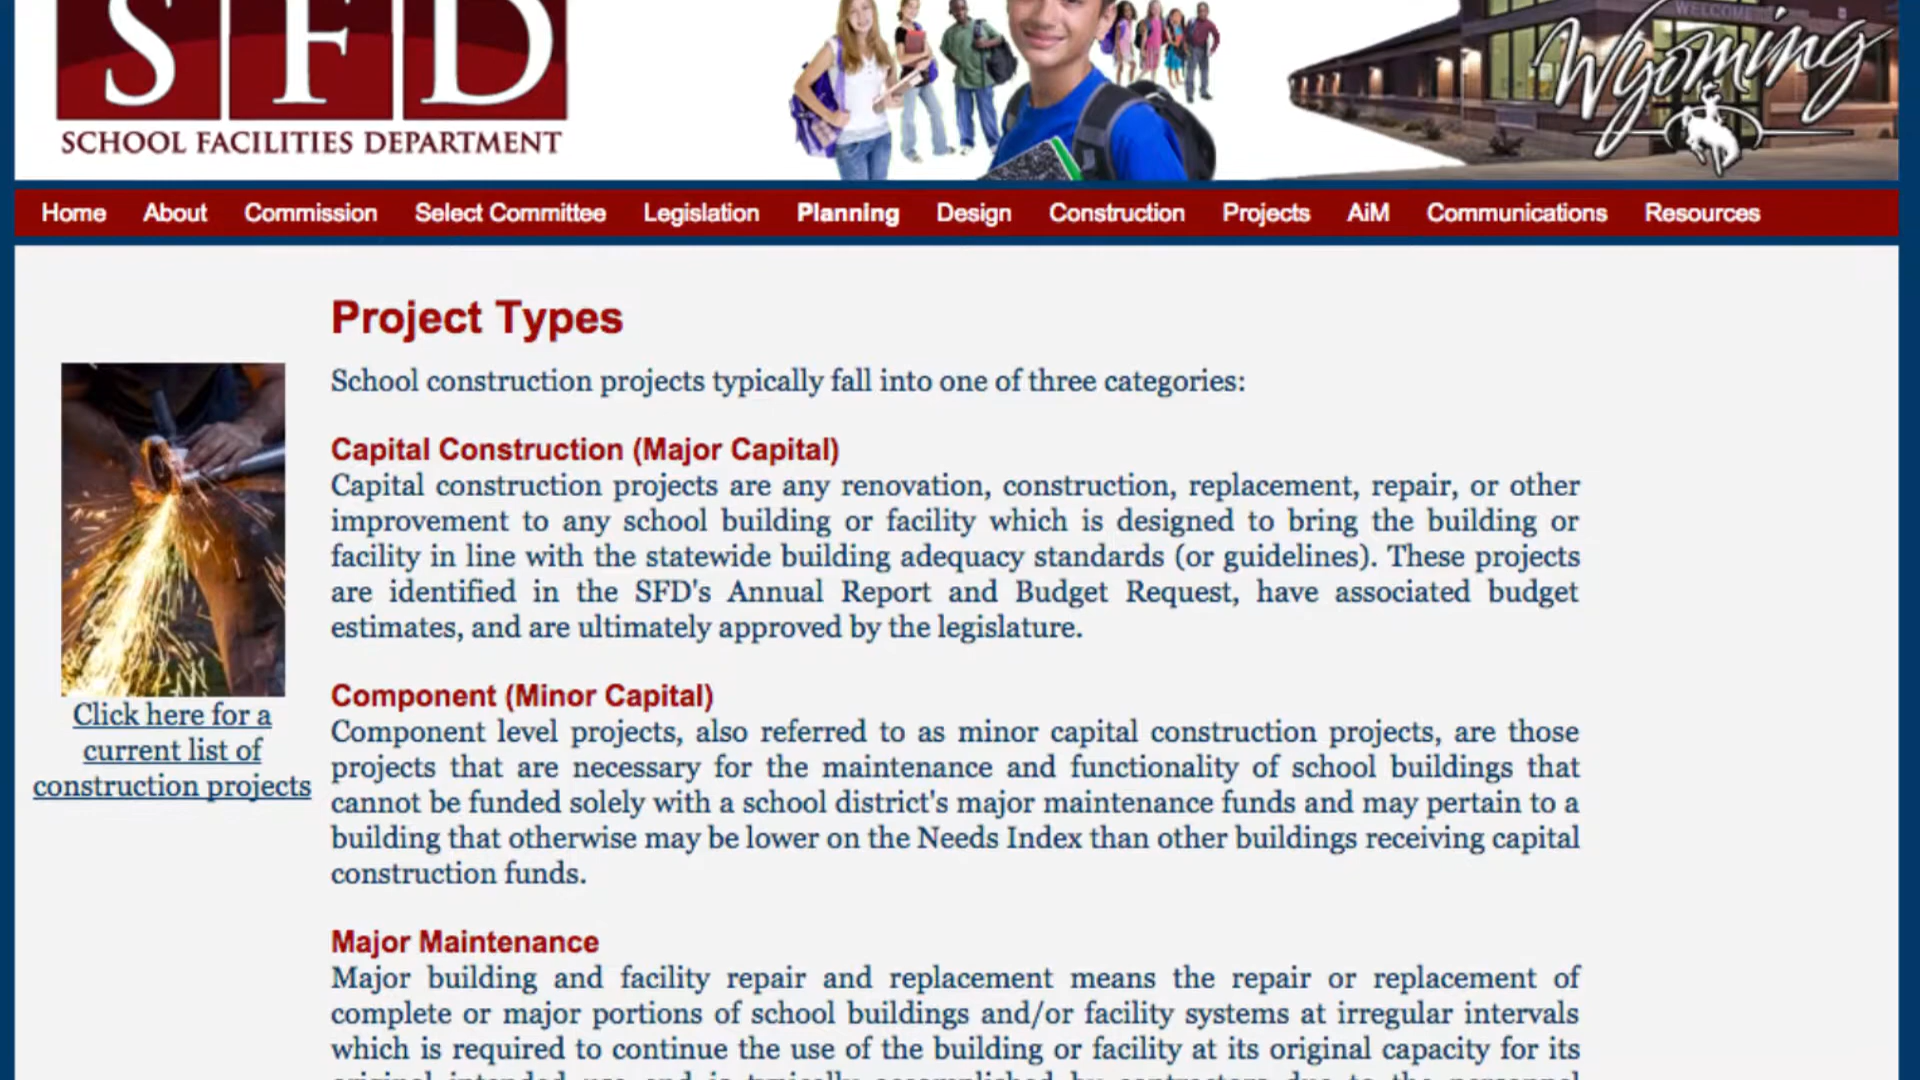 SFD
SCHOOL FACILITIES DEPARTMENT
WELCOME
Wyoming
Home About Commission Select Committee Legislation Planning Design Construction Projects AiM Communications Resources
Project Types
School construction projects typically fall into one of three categories:
Capital Construction (Major Capital)
Capital construction projects are any renovation, construction, replacement, repair, or other
improvement to any school building or facility which is designed to bring the building or
facility in line with the statewide building adequacy standards (or guidelines). These projects
are identified in the SFD's Annual Report and Budget Request, have associated budget
estimates, and are ultimately approved by the legislature.
Click here for a
current list of
construction projects
Component (Minor Capital)
Component level projects, also referred to as minor capital construction projects, are those
projects that are necessary for the maintenance and functionality of school buildings that
cannot be funded solely with a school district's major maintenance funds and may pertain to a
building that otherwise may be lower on the Needs Index than other buildings receiving capital
construction funds.
Major Maintenance
Major building and facility repair and replacement means the repair or replacement of
complete or major portions of school buildings and/or facility systems at irregular intervals
which is required to continue the use of the building or facility at its original capacity for its